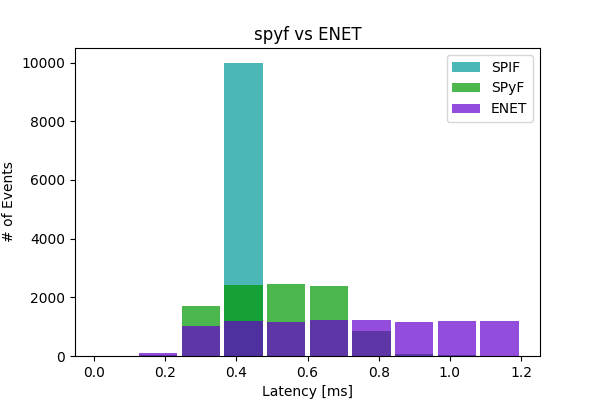 spyf vs ENET
SPIF
SPyF
ENET
10000
8000
6000
4000
2000
0
# of Events
0.0 0.2 0.4 0.6 0.8 1.0 1.2
Latency [ms]